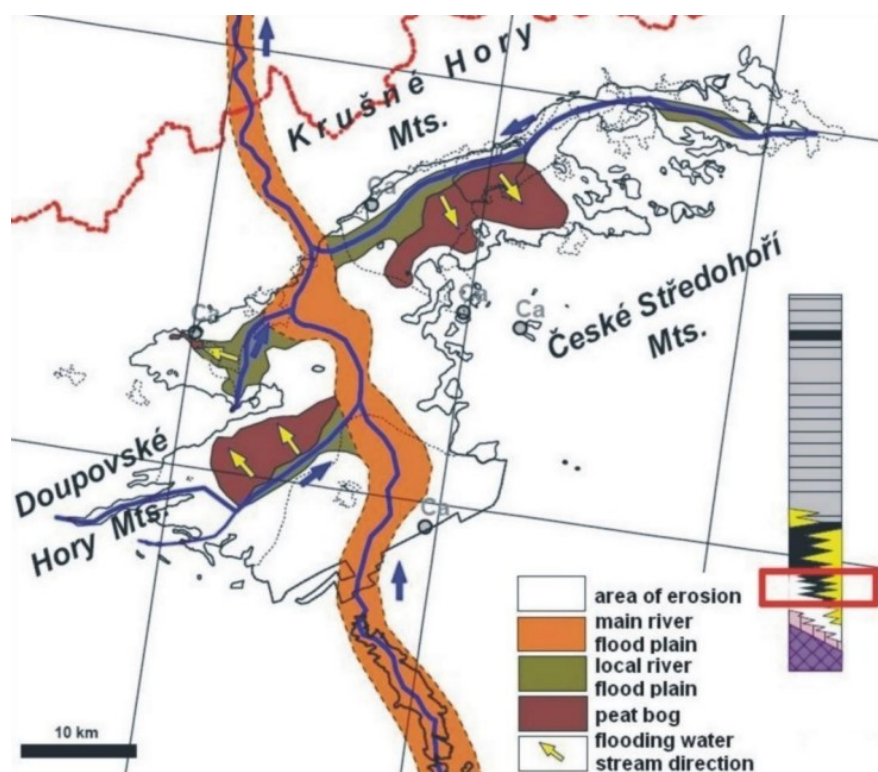 Krušné Hory
Mts.
Ca
Ca
Ca
Ca
České Středohoří
Mts.
Doupovské
Hory Mts.
Ca
area of erosion
main river
flood plain
local river
flood plain
peat bog
flooding water
stream direction
10 km